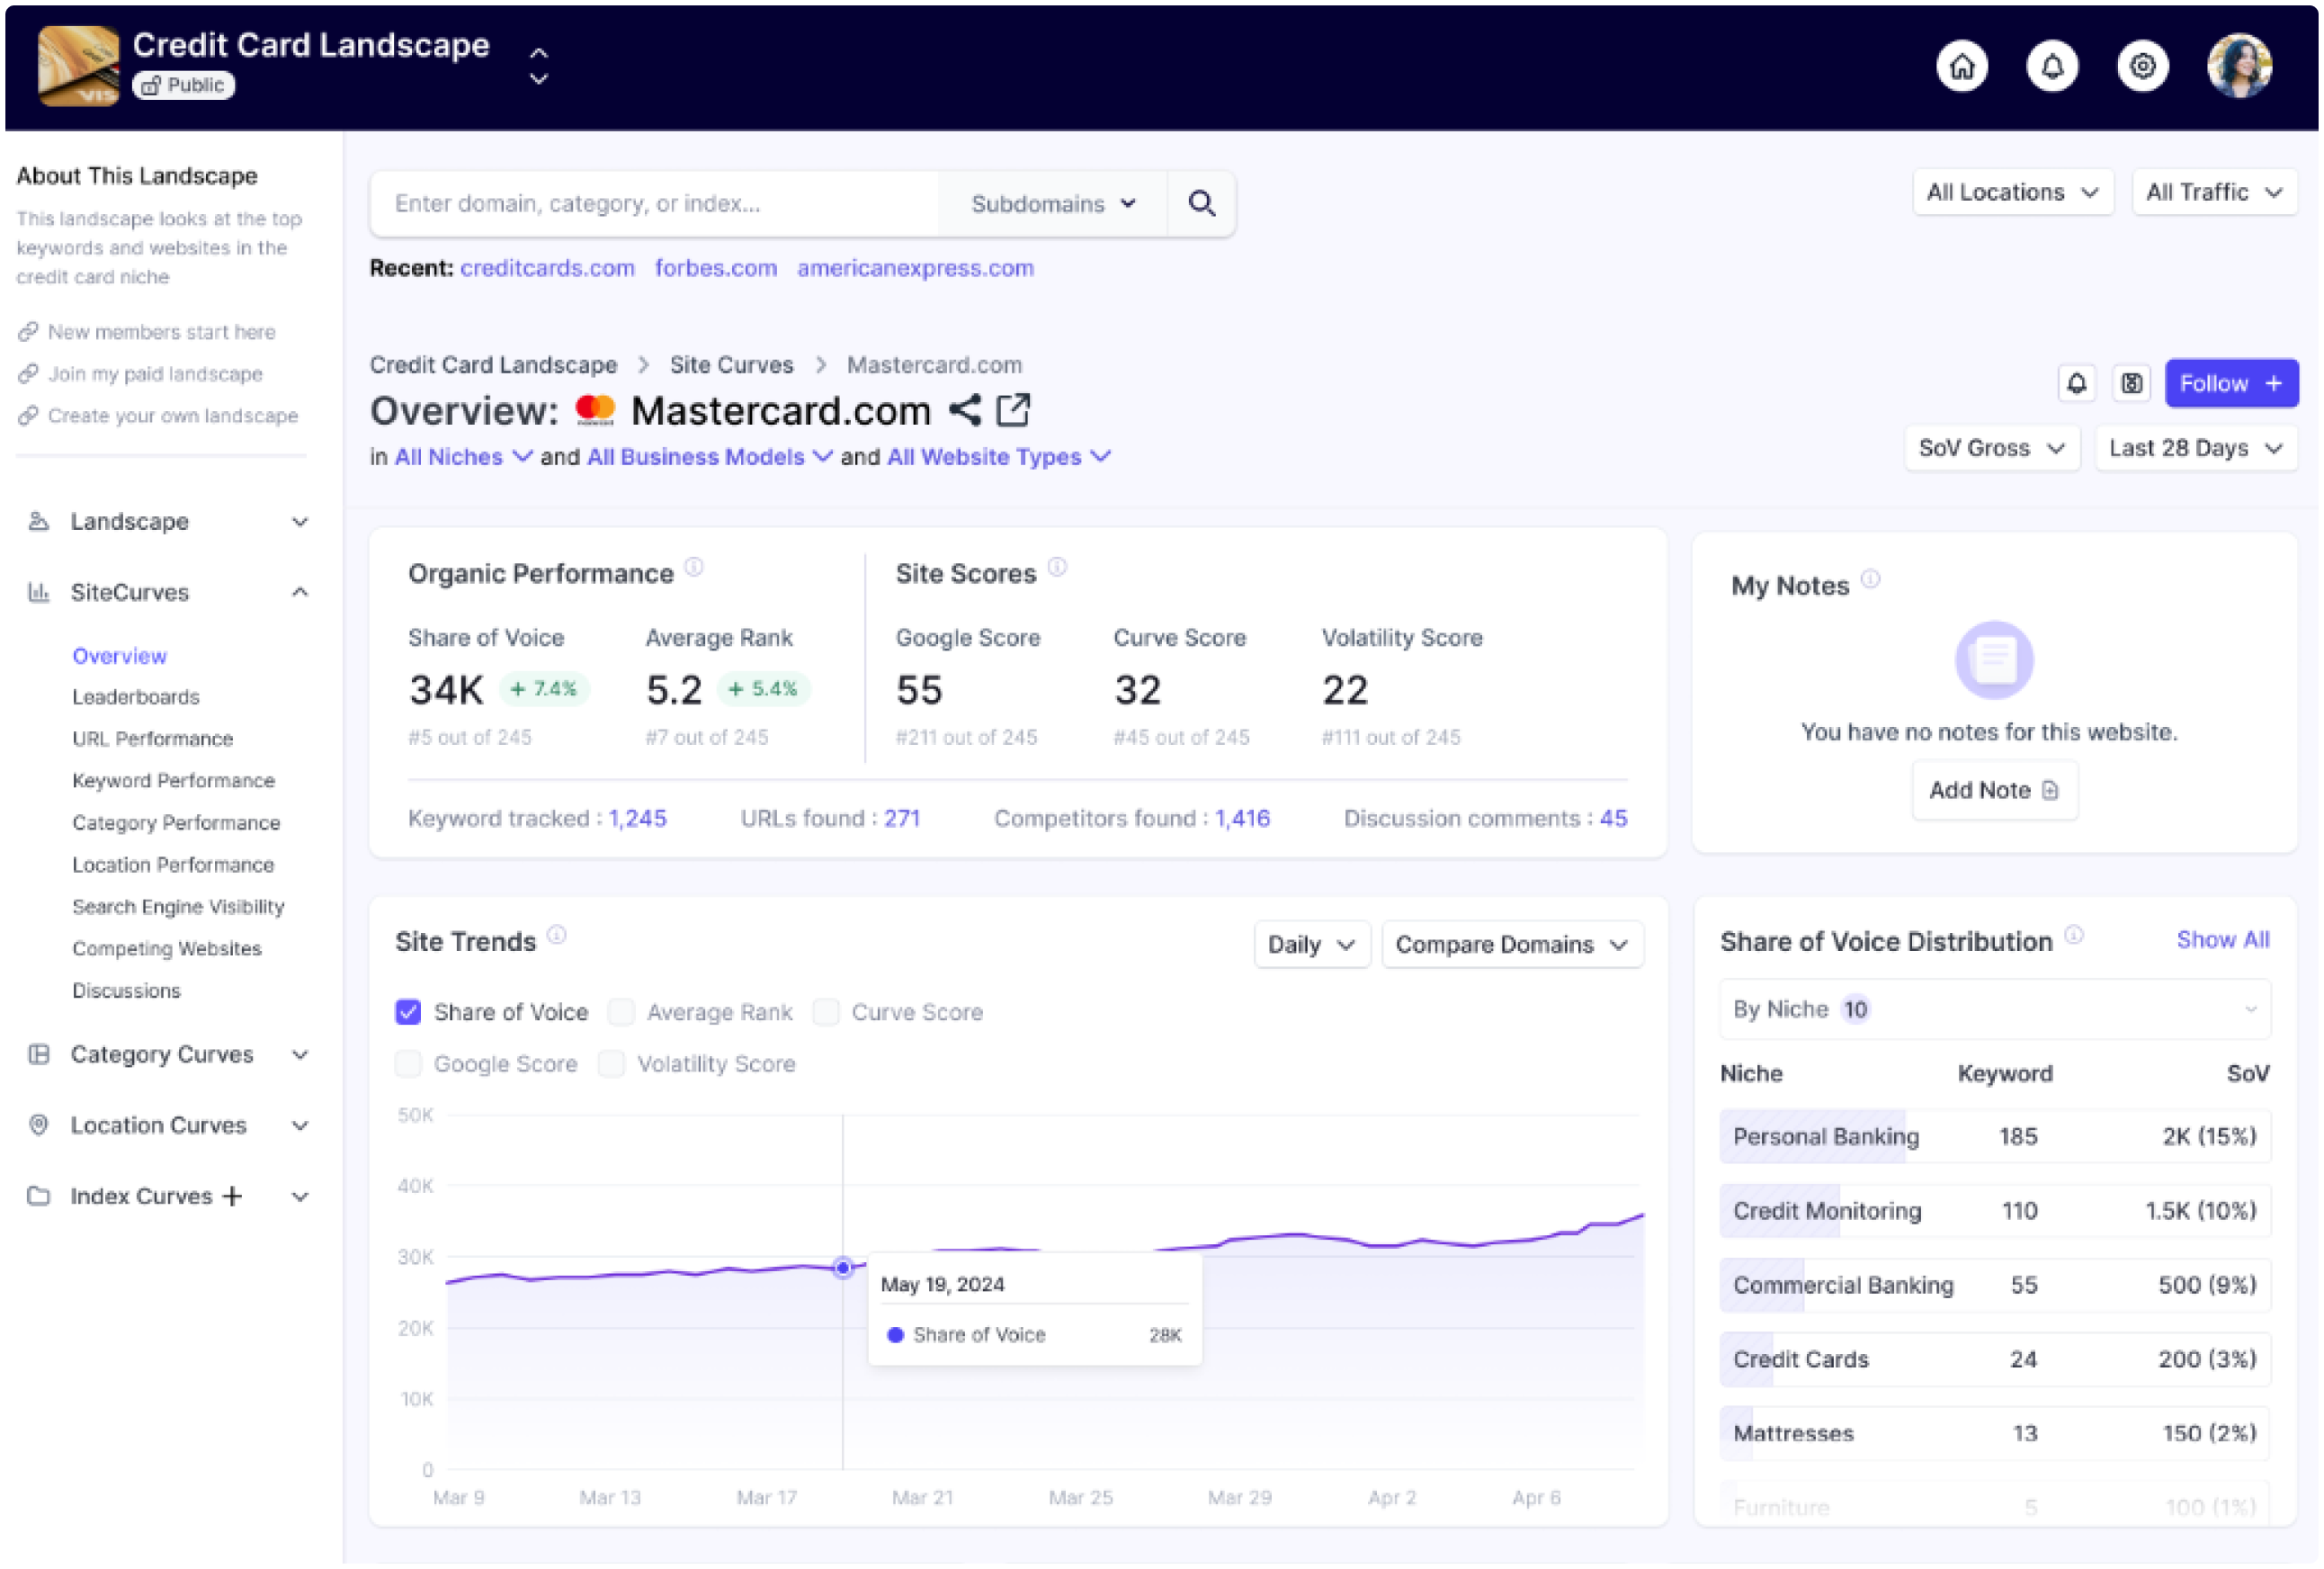 Credit Card Landscape
Public
About This Landscape
This landscape looks at the top
keywords and websites in the
credit card niche
New members start here
Join my paid landscape
Create your own landscape
Landscape
SiteCurves
Overview
Leaderboards
URL Performance
Keyword Performance
Category Performance
Location Performance
Search Engine Visibility
Competing Websites
Discussions
Category Curves
Location Curves
Index Curves +
Enter domain, category, or index...
Subdomains
All Locations
All Traffic
Recent: creditcards.com forbes.com americanexpress.com
Credit Card Landscape > Site Curves > Mastercard.com
Overview: Mastercard.com
in All Niches and All Business Models and All Website Types
Follow +
SoV Gross
Last 28 Days
Organic Performance
Share of Voice
34K + 7.4%
#5 out of 245
Average Rank
5.2 + 5.4%
#7 out of 245
Site Scores
Google Score
55
#211 out of 245
Curve Score
32
#45 out of 245
Volatility Score
22
#111 out of 245
Keyword tracked : 1,245
URLs found : 271
Competitors found : 1,416
Discussion comments : 45
My Notes
You have no notes for this website.
Add Note
Site Trends
Daily
Compare Domains
Share of Voice
Average Rank
Curve Score
Google Score
Volatility Score
50K
40K
30K
20K
10K
0
May 19, 2024
Share of Voice 28K
Mar 9 Mar 13 Mar 17 Mar 21 Mar 25 Mar 29 Apr 2 Apr 6
Share of Voice Distribution
Show All
By Niche 10
Niche Keyword SoV
Personal Banking 185 2K (15%)
Credit Monitoring 110 1.5K (10%)
Commercial Banking 55 500 (9%)
Credit Cards 24 200 (3%)
Mattresses 13 150 (2%)
Furniture 5 100 (1%)